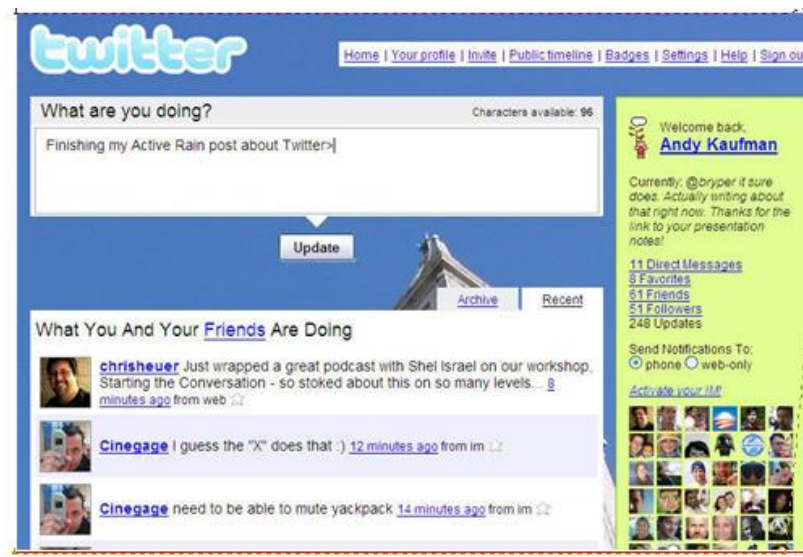 twitter
Home | Your profile | Invite | Public timeline | Badges | Settings | Help | Sign ou
What are you doing?
Characters available: 96
Finishing my Active Rain post about Twitter>
Update
Archive
Recent
What You And Your Friends Are Doing
chrisheuer Just wrapped a great podcast with Shel Israel on our workshop,
Starting the Conversation - so stoked about this on so many levels... 8
minutes ago from web
Cinegage I guess the "X" does that :) 12 minutes ago from im
Cinegage need to be able to mute yackpack 14 minutes ago from im
Welcome back,
Andy Kaufman
Currently: @bryper it sure
does. Actually writing about
that right now. Thanks for the
link to your presentation
notes!
11 Direct Messages
8 Favorites
61 Friends
51 Followers
248 Updates
Send Notifications To:
phone web-only
Activate your IM!